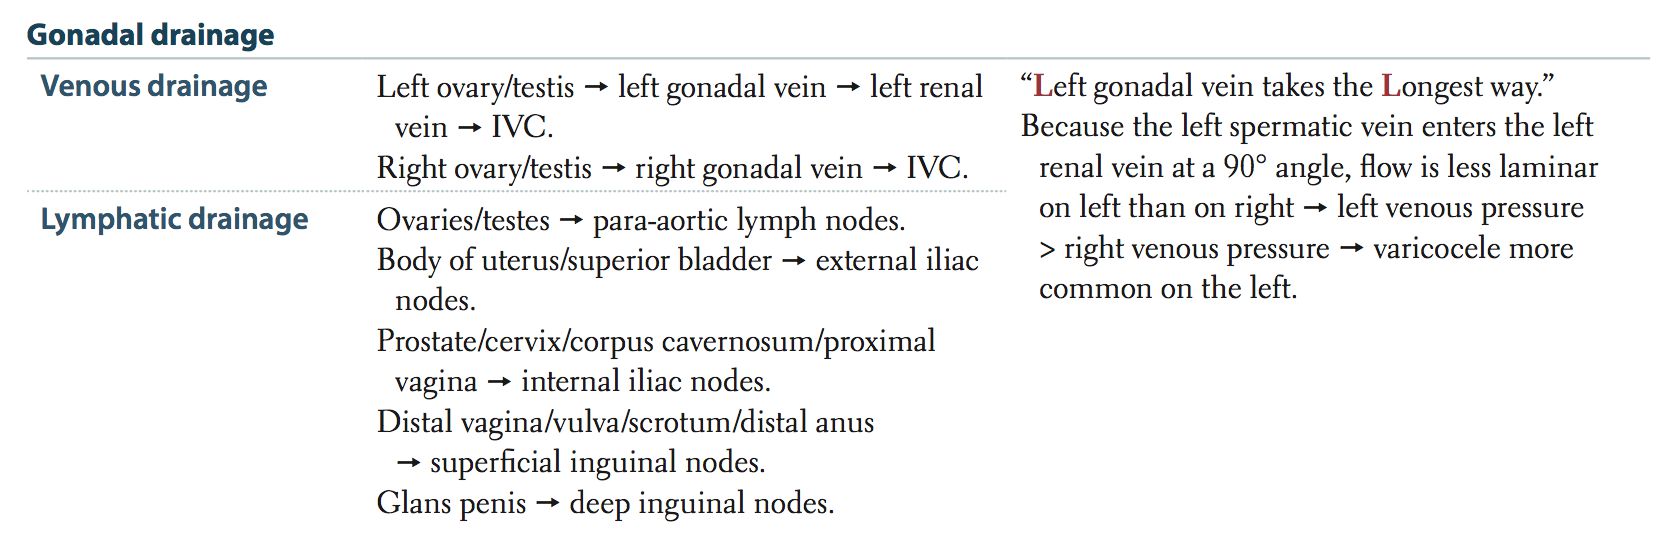 Gonadal drainage
Venous drainage
Left ovary/testis → left gonadal vein → left renal
vein → IVC.
Right ovary/testis → right gonadal vein → IVC.
“Left gonadal vein takes the Longest way.”
Because the left spermatic vein enters the left
renal vein at a 90° angle, flow is less laminar
on left than on right → left venous pressure
> right venous pressure → varicocele more
common on the left.
Lymphatic drainage
Ovaries/testes → para-aortic lymph nodes.
Body of uterus/superior bladder → external iliac
nodes.
Prostate/cervix/corpus cavernosum/proximal
vagina → internal iliac nodes.
Distal vagina/vulva/scrotum/distal anus
→ superficial inguinal nodes.
Glans penis → deep inguinal nodes.